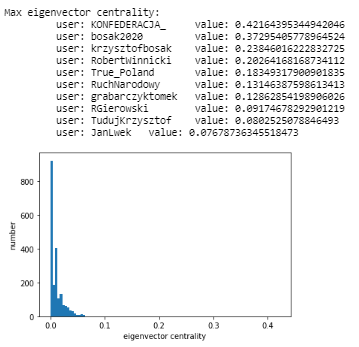 Max eigenvector centrality:
user: KONFEDERACJA_ value: 0.42164395344942046
user: bosak2020 value: 0.37295405778964524
user: krzysztofbosak value: 0.23846016222832725
user: RobertWinnicki value: 0.20264168168734112
user: True_Poland value: 0.18349317900901835
user: RuchNarodowy value: 0.13146387598613413
user: grabarczyktomek value: 0.12862854198906026
user: RGierowski value: 0.09174678292901219
user: TudujKrzysztof value: 0.0802525078846493
user: JanLwek value: 0.07678736345518473
number
800
600
400
200
0
0.0 0.1 0.2 0.3 0.4
eigenvector centrality